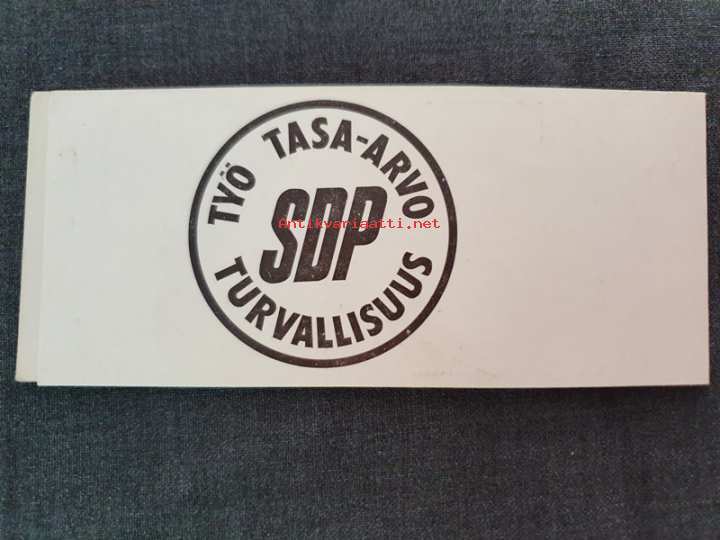 TYÖ TASA-ARVO
SDP
TURVALLISUUS
Antikvariaatti.net